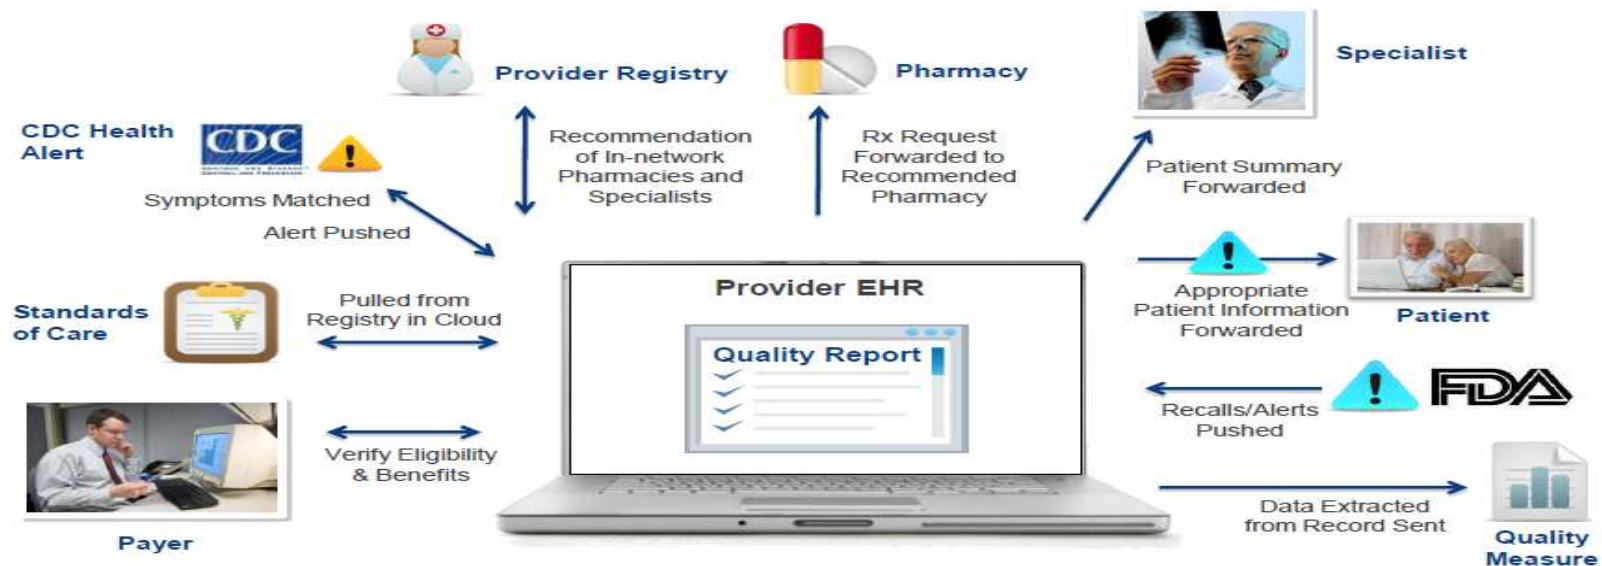 Provider Registry
Pharmacy
Specialist
CDC Health
Alert
CDC
Symptoms Matched
Alert Pushed
Recommendation
of In-network
Pharmacies and
Specialists
Rx Request
Forwarded to
Recommended
Pharmacy
Patient Summary
Forwarded
Standards
of Care
Pulled from
Registry in Cloud
Provider EHR
Quality Report
Appropriate
Patient Information
Forwarded
Patient
Recalls/Alerts
Pushed
FDA
Verify Eligibility
& Benefits
Payer
Data Extracted
from Record Sent
Quality
Measure